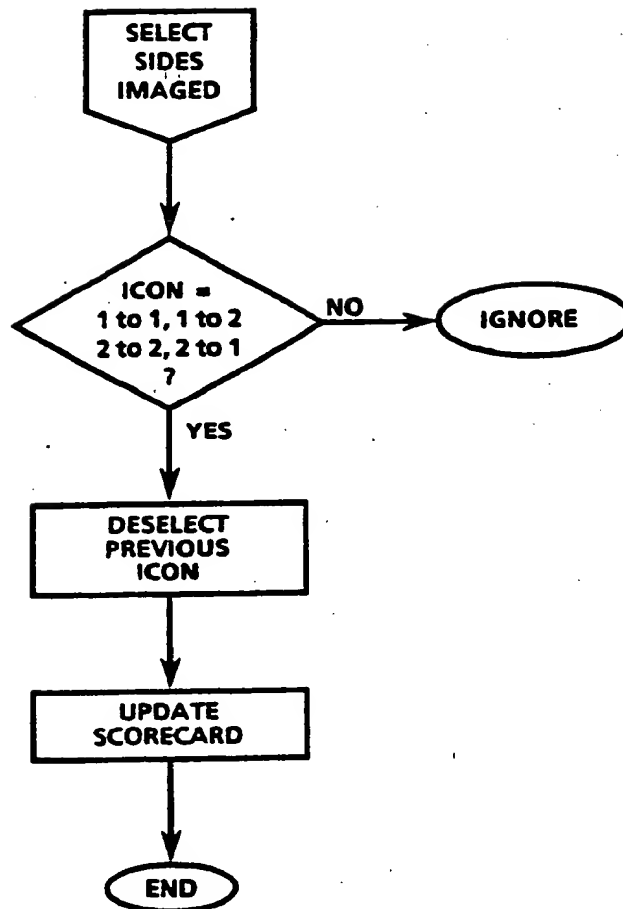 SELECT
SIDES
IMAGED
ICON =
1 to 1, 1 to 2
2 to 2, 2 to 1
?
NO
IGNORE
YES
DESELECT
PREVIOUS
ICON
UPDATE
SCORECARD
END